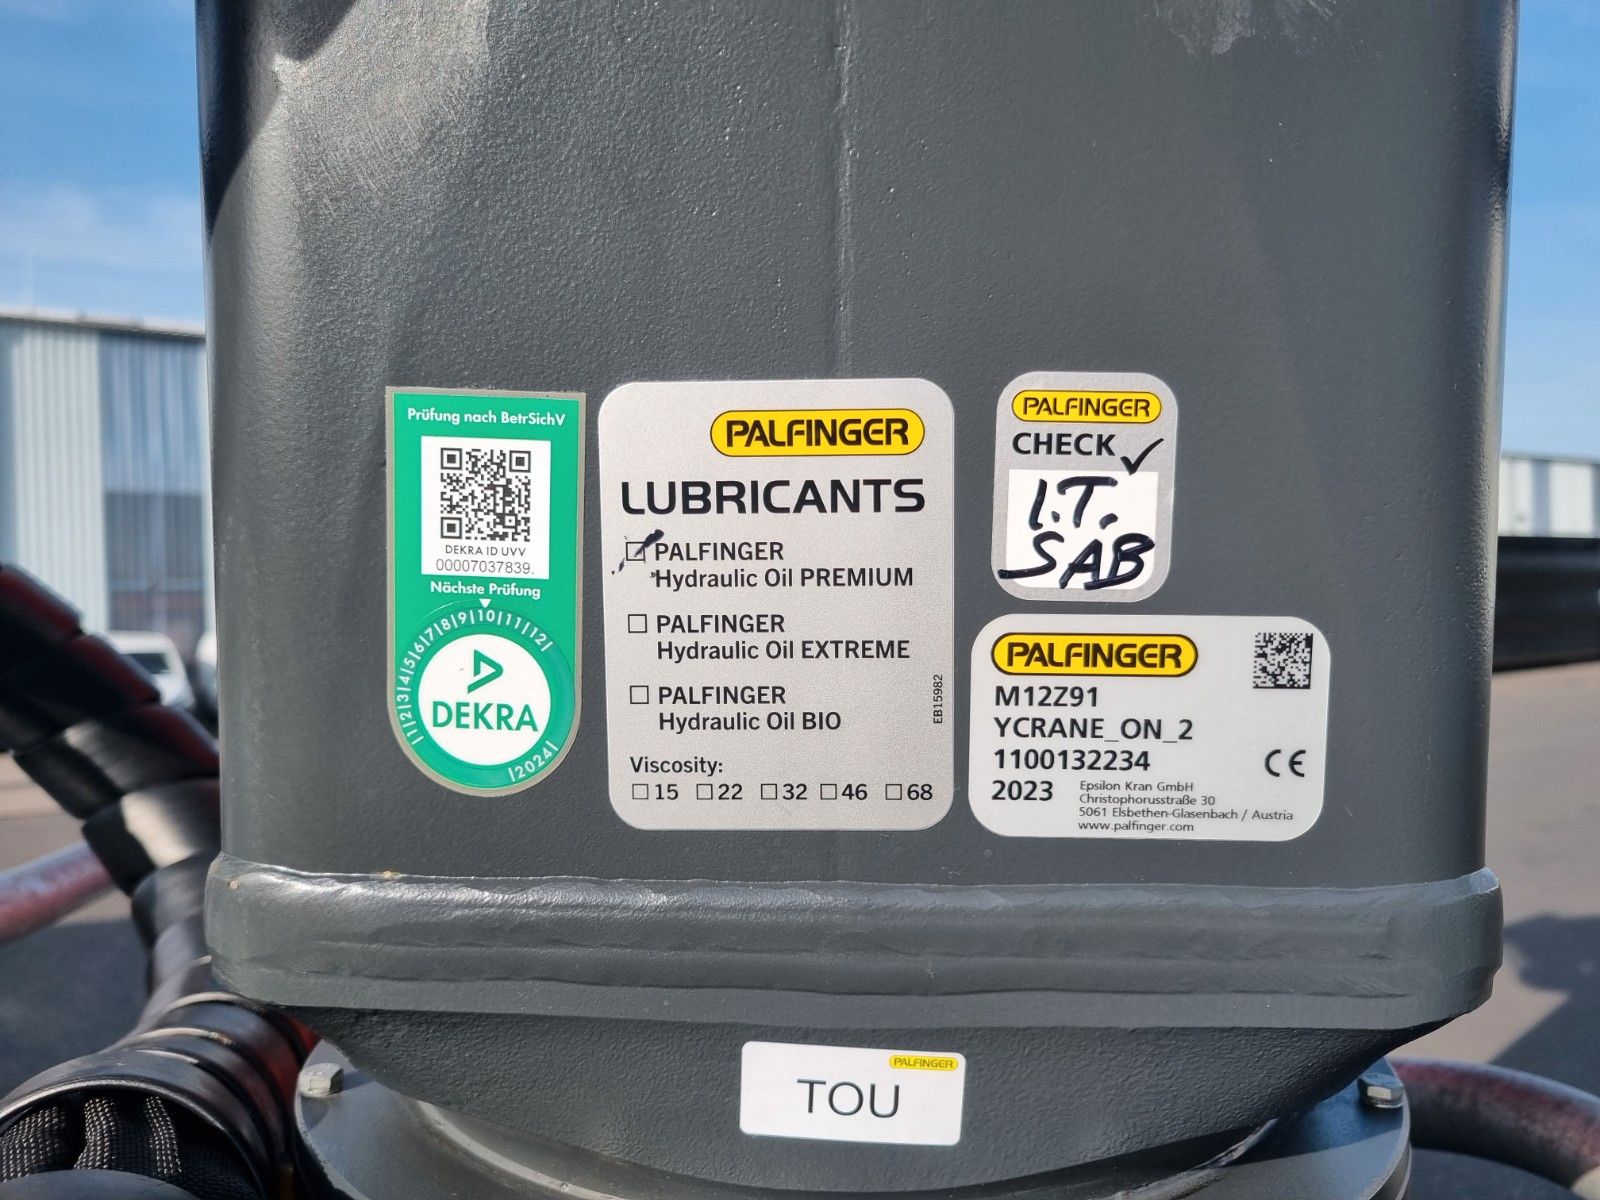 Prüfung nach BetrSichV
DEKRA ID UVV
00007037839.
Nächste Prüfung
|1|2|3|4|5|6|7|8|9|10|11|12|
DEKRA
|2024|
PALFINGER
LUBRICANTS
PALFINGER
Hydraulic Oil PREMIUM
PALFINGER
Hydraulic Oil EXTREME
PALFINGER
Hydraulic Oil BIO
Viscosity:
15 22 32 46 68
EB15982
PALFINGER
CHECK
I.T.
SAB
PALFINGER
M12Z91
YCRANE_ON_2
1100132234
CE
2023
Epsilon Kran GmbH
Christophorusstraße 30
5061 Elsbethen-Glasenbach / Austria
www.palfinger.com
PALFINGER
TOU